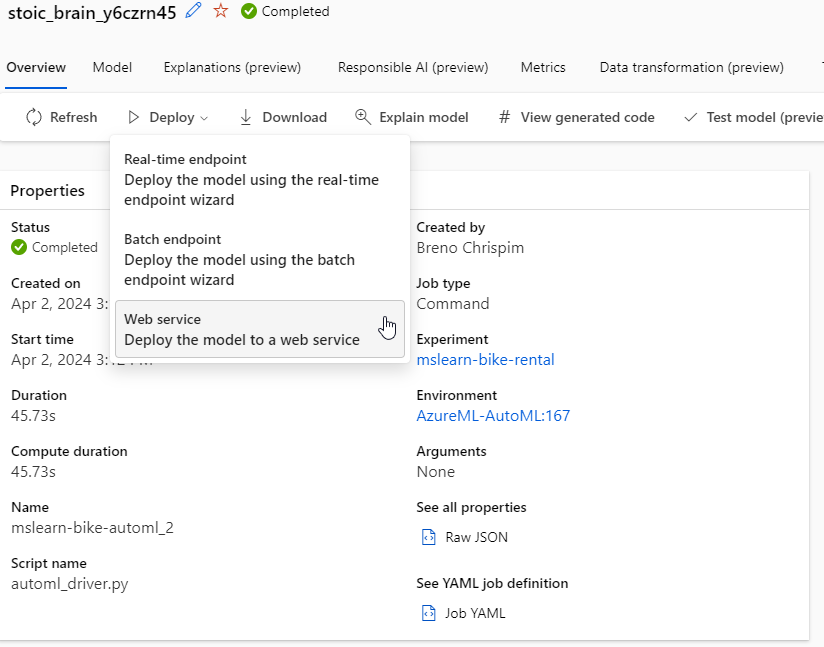 stoic_brain_y6czrn45 Completed
Overview Model Explanations (preview) Responsible AI (preview) Metrics Data transformation (preview)
Refresh Deploy Download Explain model # View generated code Test model (previe
Real-time endpoint
Deploy the model using the real-time
endpoint wizard
Batch endpoint
Deploy the model using the batch
endpoint wizard
Web service
Deploy the model to a web service
Properties
Status
Completed
Created on
Apr 2, 2024 3:
Start time
Apr 2, 2024 3:
Duration
45.73s
Compute duration
45.73s
Name
mslearn-bike-automl_2
Script name
automl_driver.py
Created by
Breno Chrispim
Job type
Command
Experiment
mslearn-bike-rental
Environment
AzureML-AutoML:167
Arguments
None
See all properties
Raw JSON
See YAML job definition
Job YAML